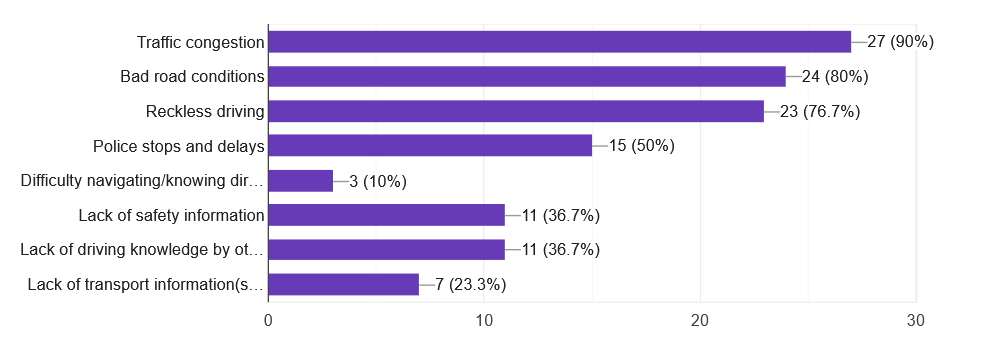 Traffic congestion 27 (90%)
Bad road conditions 24 (80%)
Reckless driving 23 (76.7%)
Police stops and delays 15 (50%)
Difficulty navigating/knowing dir… 3 (10%)
Lack of safety information 11 (36.7%)
Lack of driving knowledge by ot… 11 (36.7%)
Lack of transport information(s… 7 (23.3%)
0 10 20 30